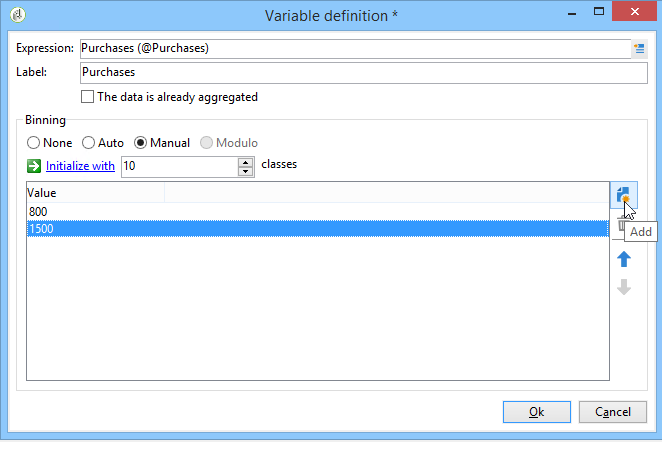 Variable definition *
Expression: Purchases (@Purchases)
Label: Purchases
The data is already aggregated
Binning
None Auto Manual Modulo
Initialize with 10 classes
Value
800
1500
Add
Ok Cancel